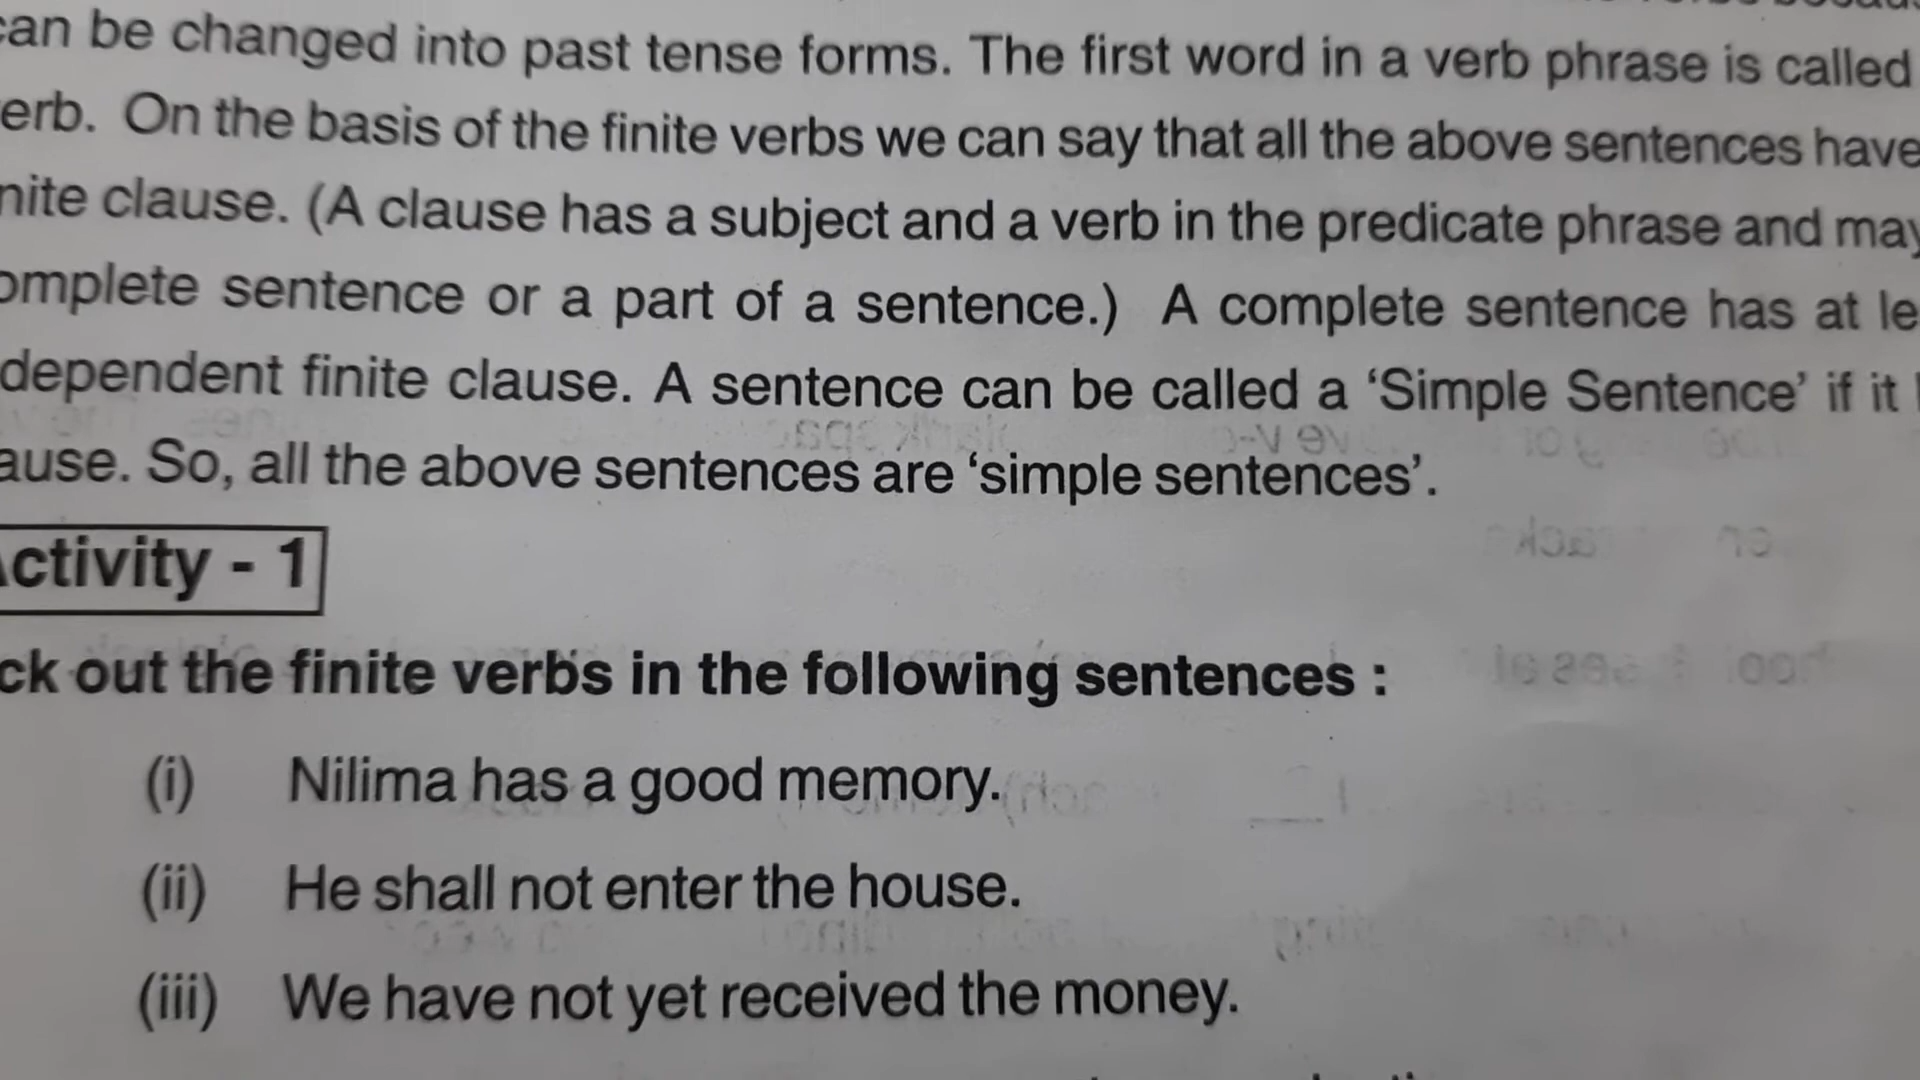 can be changed into past tense forms. The first word in a verb phrase is called
erb. On the basis of the finite verbs we can say that all the above sentences have
nite clause. (A clause has a subject and a verb in the predicate phrase and may
omplete sentence or a part of a sentence.) A complete sentence has at le
dependent finite clause. A sentence can be called a ‘Simple Sentence’ if it
ause. So, all the above sentences are ‘simple sentences’.
Activity - 1
ck out the finite verbs in the following sentences :
(i) Nilima has a good memory.
(ii) He shall not enter the house.
(iii) We have not yet received the money.